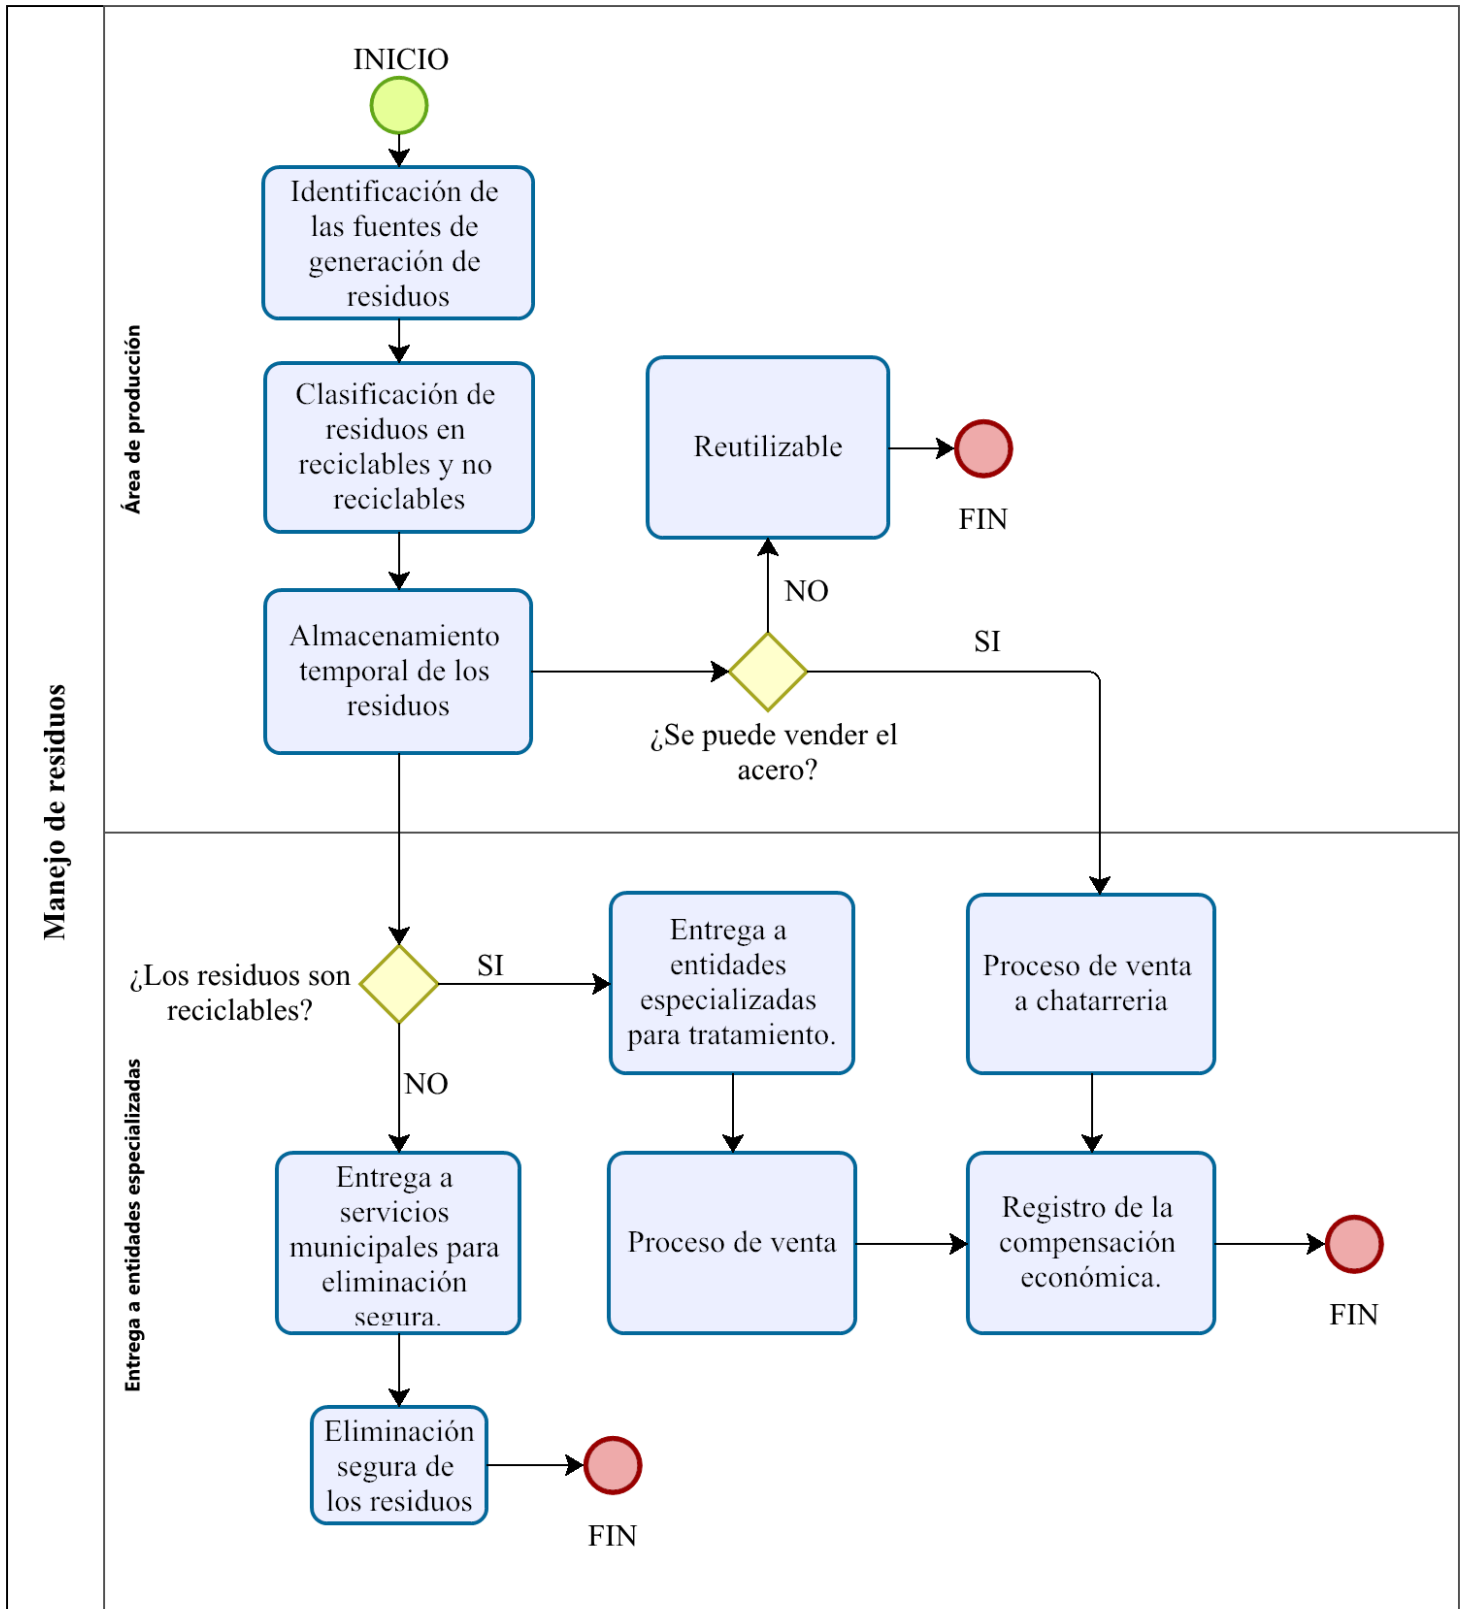 Manejo de residuos
Área de producción
INICIO
Identificación de
las fuentes de
generación de
residuos
Clasificación de
residuos en
reciclables y no
reciclables
Reutilizable
FIN
NO
Almacenamiento
temporal de los
residuos
SI
¿Se puede vender el
acero?
Entrega a entidades especializadas
¿Los residuos son
reciclables?
SI
Entrega a
entidades
especializadas
para tratamiento.
Proceso de venta
a chatarreria
NO
Entrega a
servicios
municipales para
eliminación
segura.
Proceso de venta
Registro de la
compensación
económica.
FIN
Eliminación
segura de
los residuos
FIN